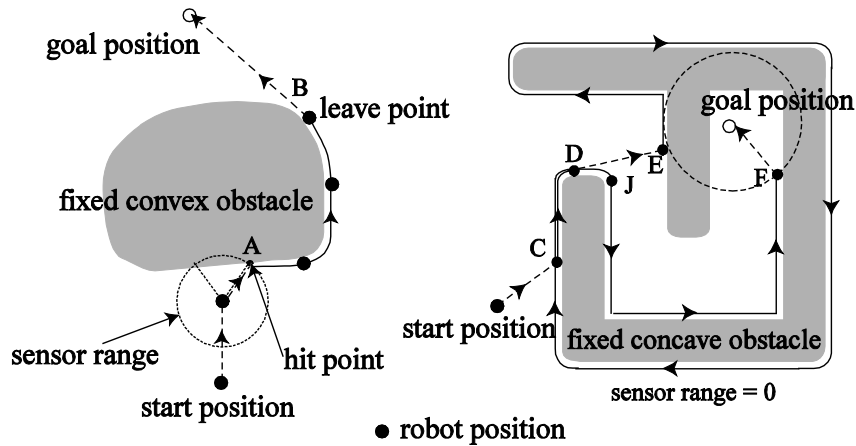 goal position
B
leave point
fixed convex obstacle
A
sensor range
hit point
start position
goal position
D
E
J
F
C
start position
fixed concave obstacle
sensor range = 0
robot position